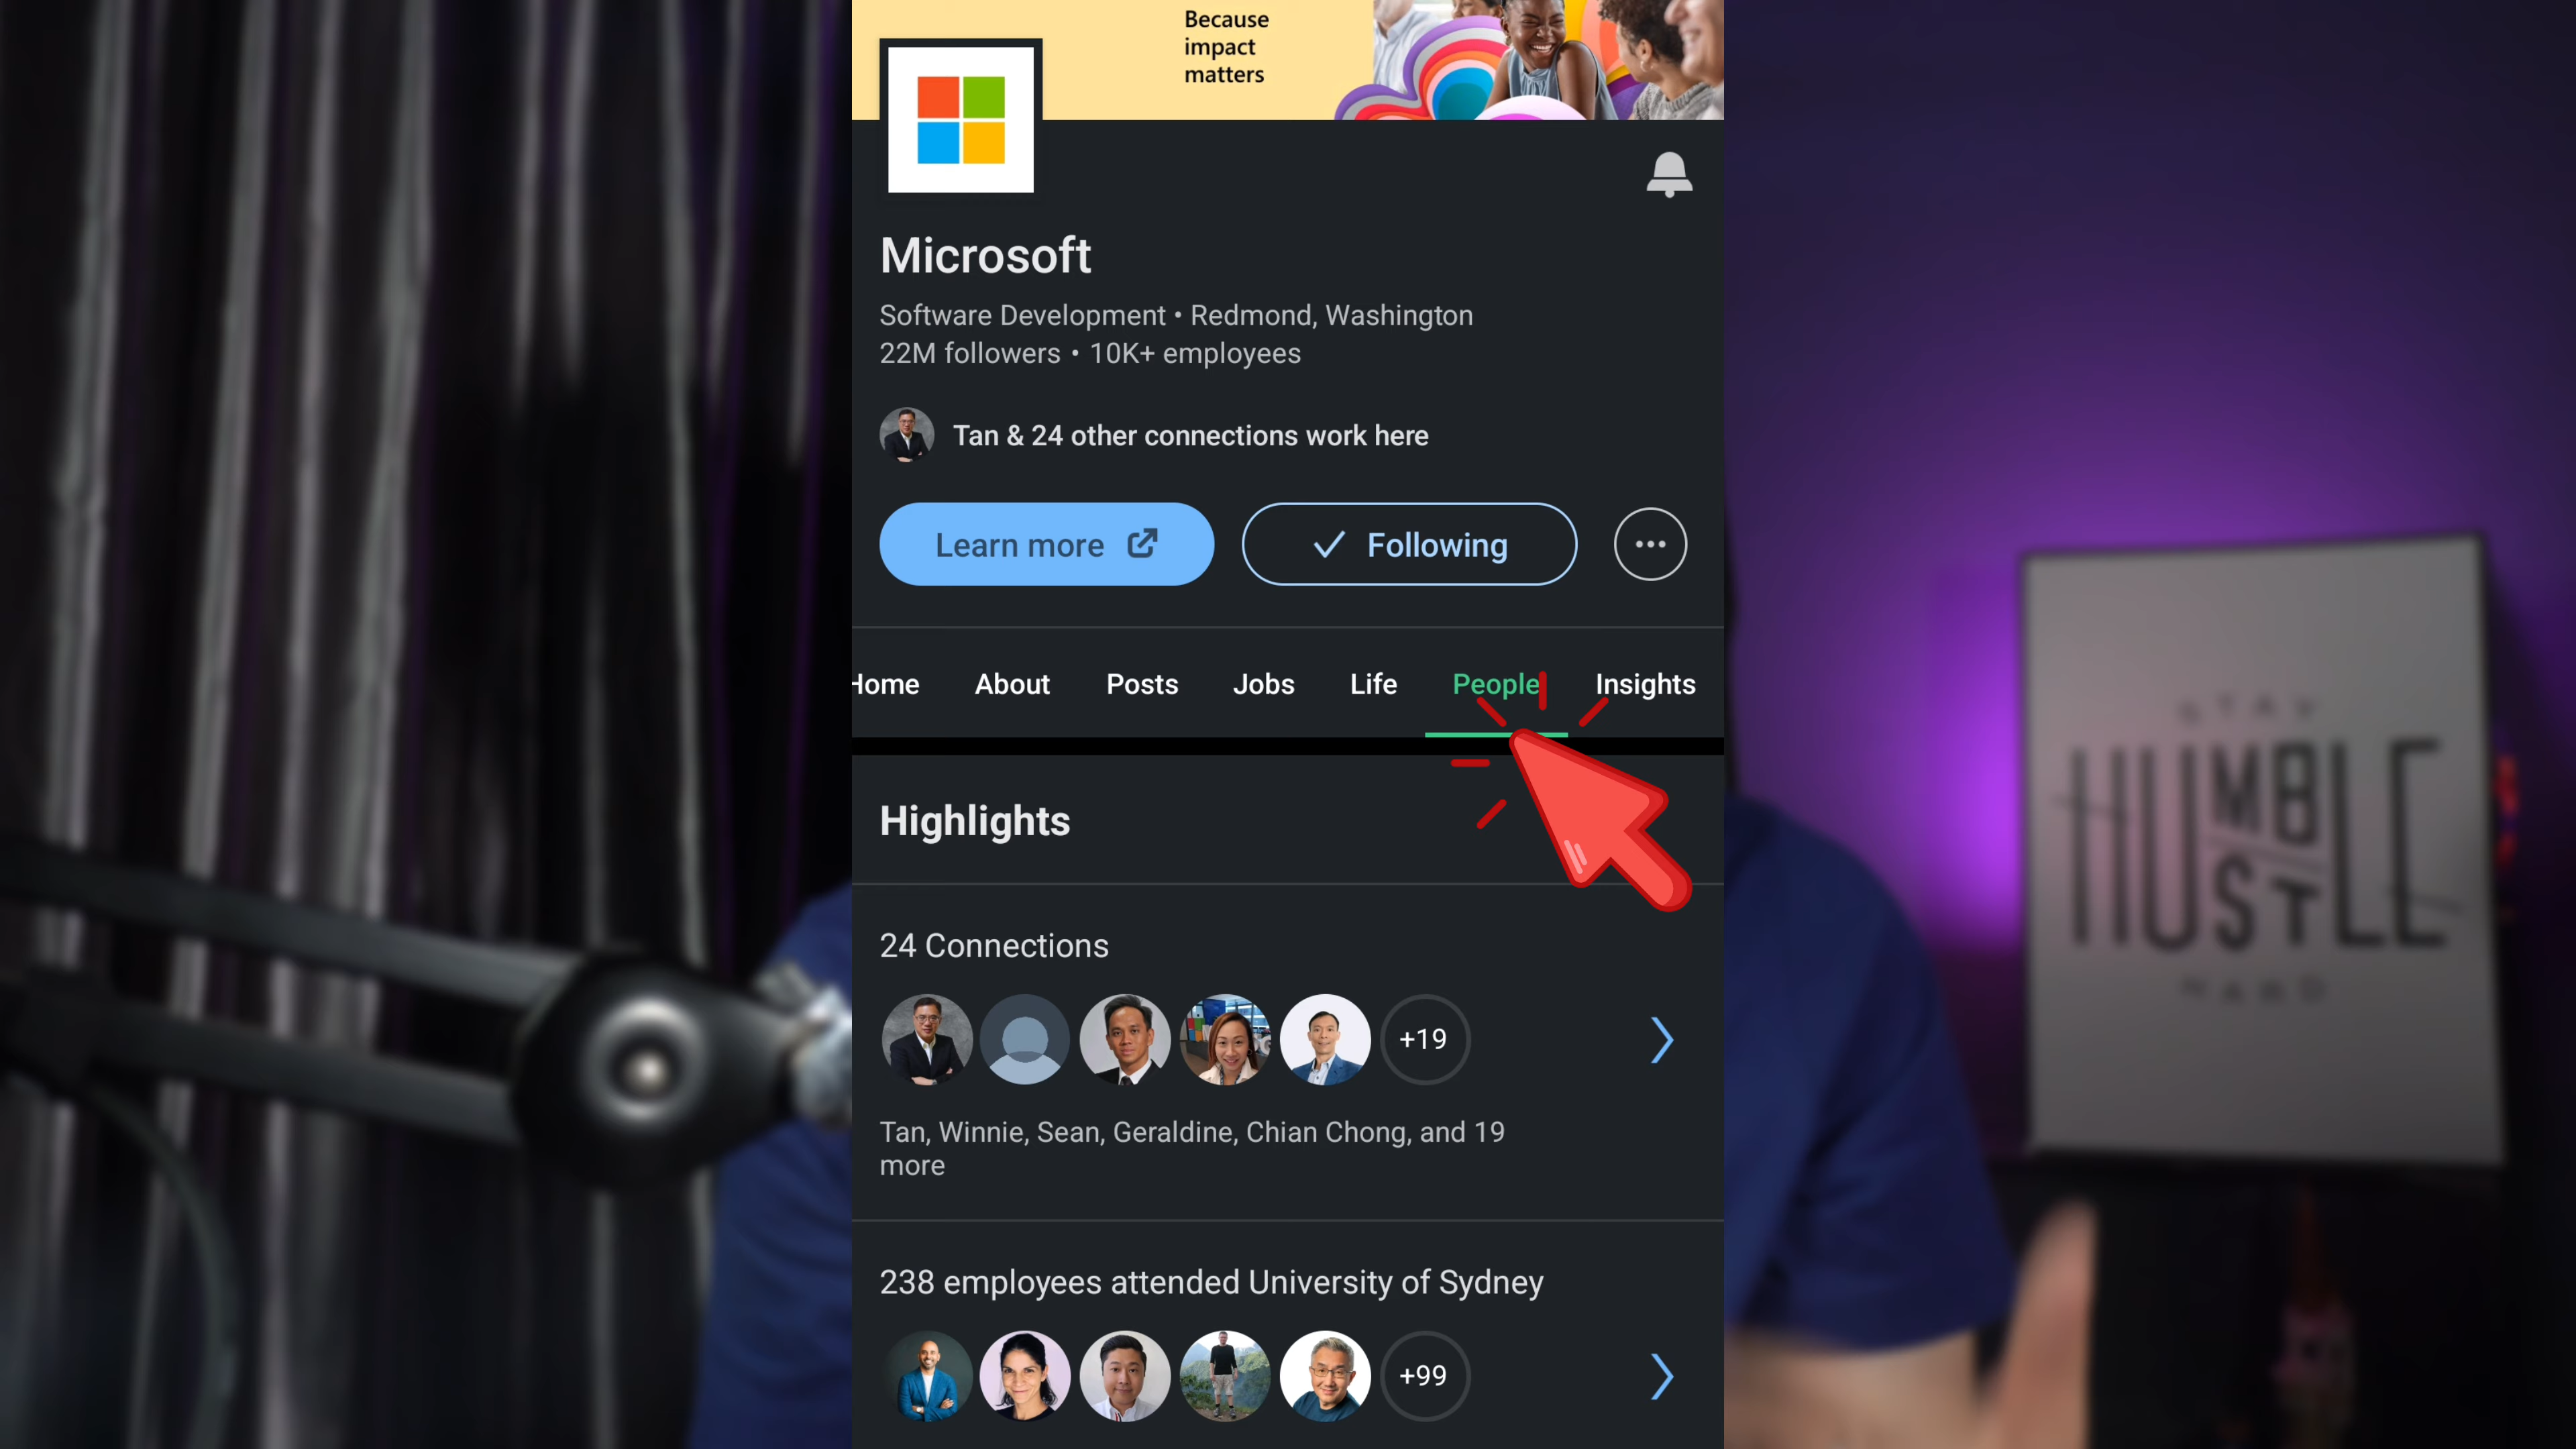 Because
impact
matters
Microsoft
Software Development • Redmond, Washington
22M followers • 10K+ employees
Tan & 24 other connections work here
Learn more
Following
Home About Posts Jobs Life People Insights
Highlights
24 Connections
+19
Tan, Winnie, Sean, Geraldine, Chian Chong, and 19
more
238 employees attended University of Sydney
+99
STAY
HUMBLE
HUSTLE
HARD